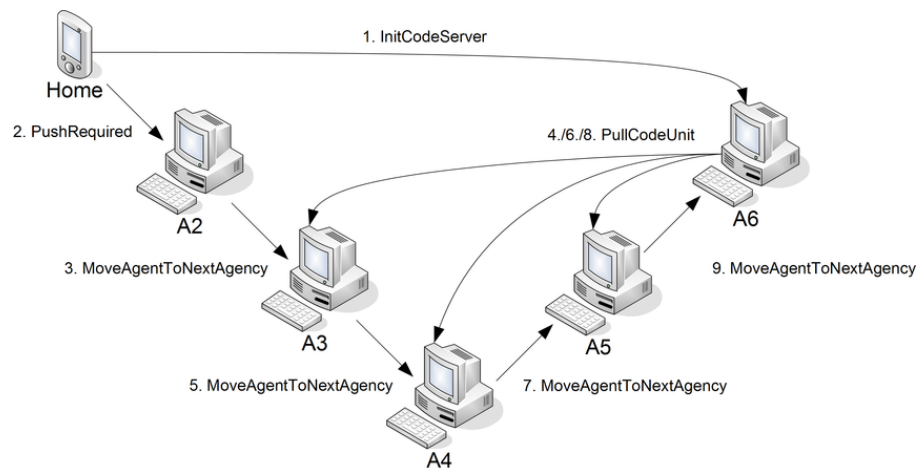 1. InitCodeServer
Home
2. PushRequired
4./6./8. PullCodeUnit
A2
A6
3. MoveAgentToNextAgency
9. MoveAgentToNextAgency
A3
A5
5. MoveAgentToNextAgency
7. MoveAgentToNextAgency
A4